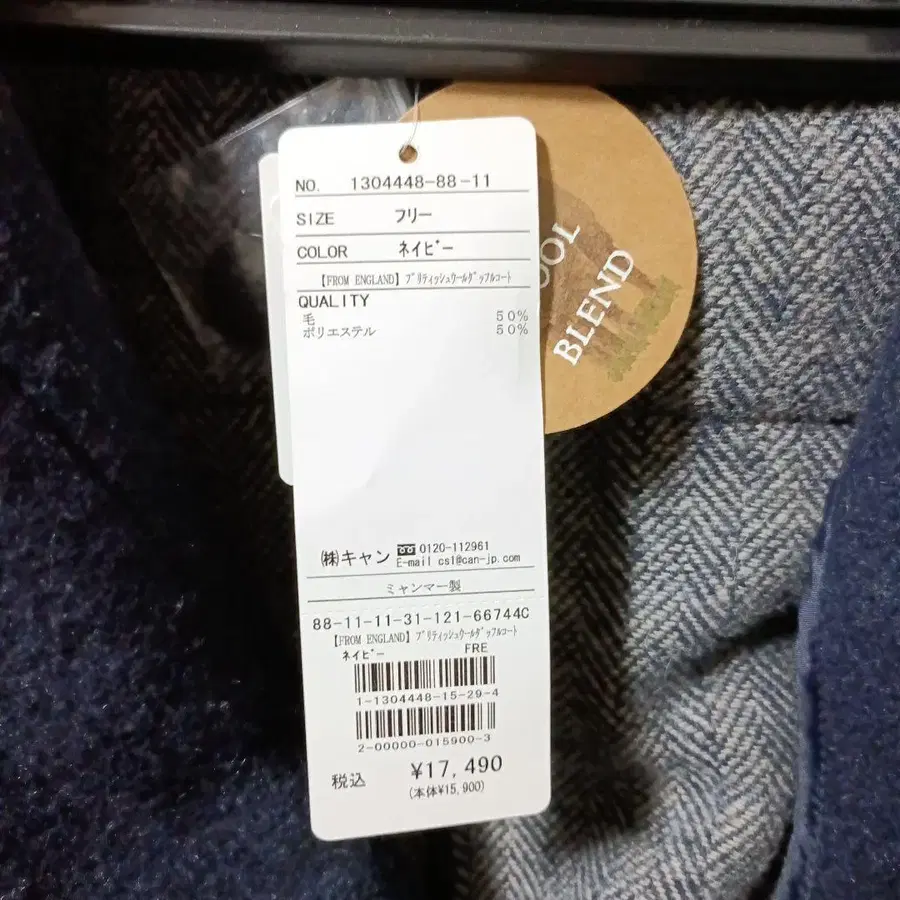 NO. 1304448-88-11
SIZE フリー
COLOR ネイビー
【FROM ENGLAND】ブリティッシュウールダッフルコート
QUALITY
毛 50%
ポリエステル 50%
㈱キャン 0120-112961
E-mail csl@can-jp.com
ミャンマー製
88-11-11-31-121-66744C
【FROM ENGLAND】ブリティッシュウールダッフルコート
ネイビー FRE
1-1304448-15-29-4
2-00000-015900-3
税込 ¥17,490
(本体¥15,900)
BLEND